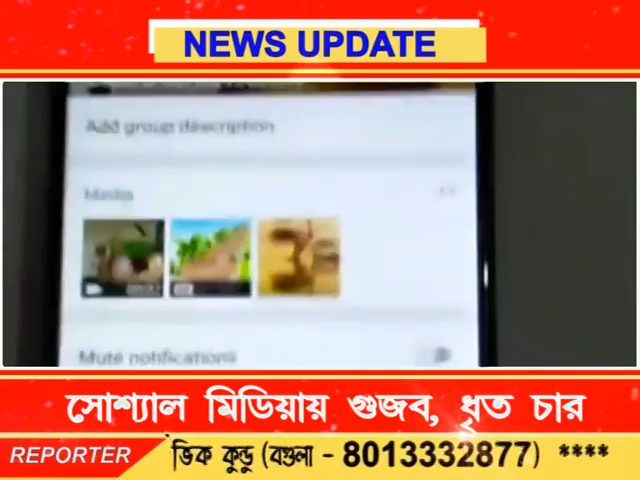 NEWS UPDATE
Add group description
Media
Mute notifications
সোশ্যাল মিডিয়ায় গুজব, ধৃত চার
REPORTER
ভিক কুন্ডু (বগুলা - 8013332877) ****